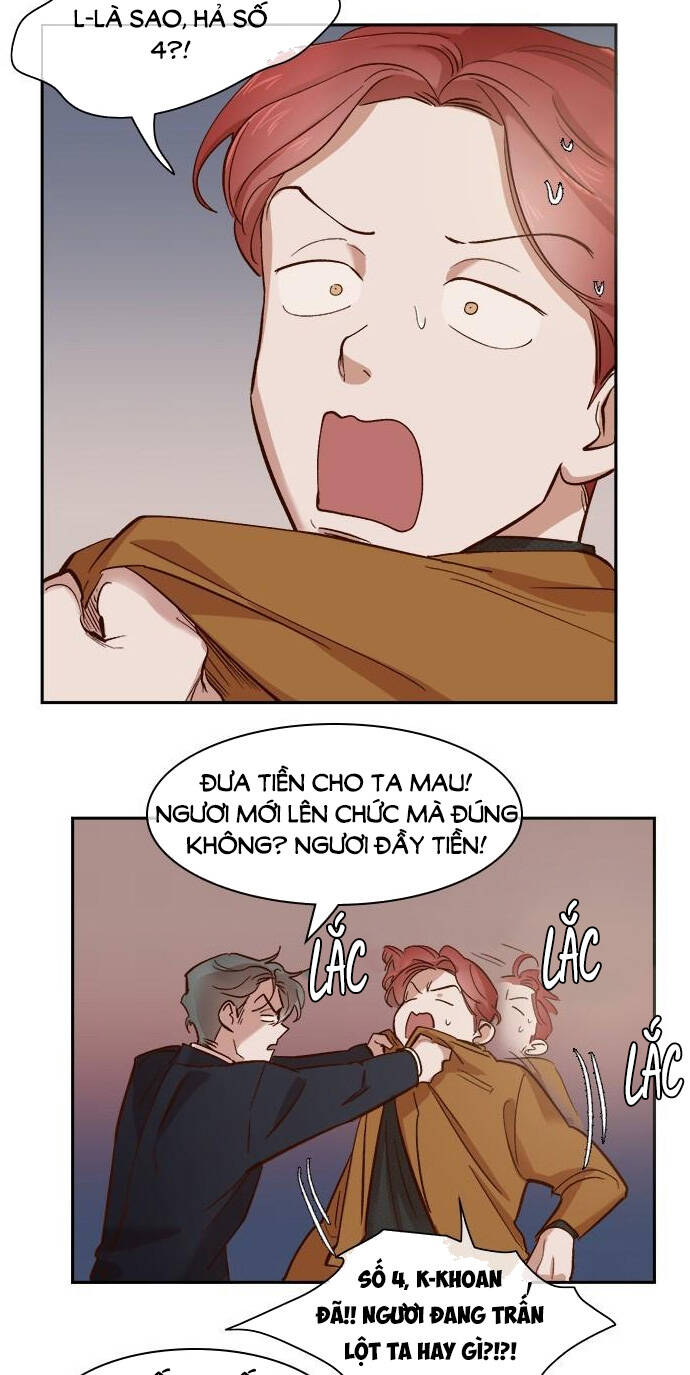 L-LÀ SAO, HẢ SỐ
4?!
ĐƯA TIỀN CHO TA MAU!
NGƯƠI MỚI LÊN CHỨC MÀ ĐÚNG
KHÔNG? NGƯƠI ĐẦY TIỀN!
LẮC
LẮC
LẮC
SỐ 4, K-KHOAN
ĐÃ!! NGƯƠI ĐANG TRẤN
LỘT TA HAY GÌ?!?!